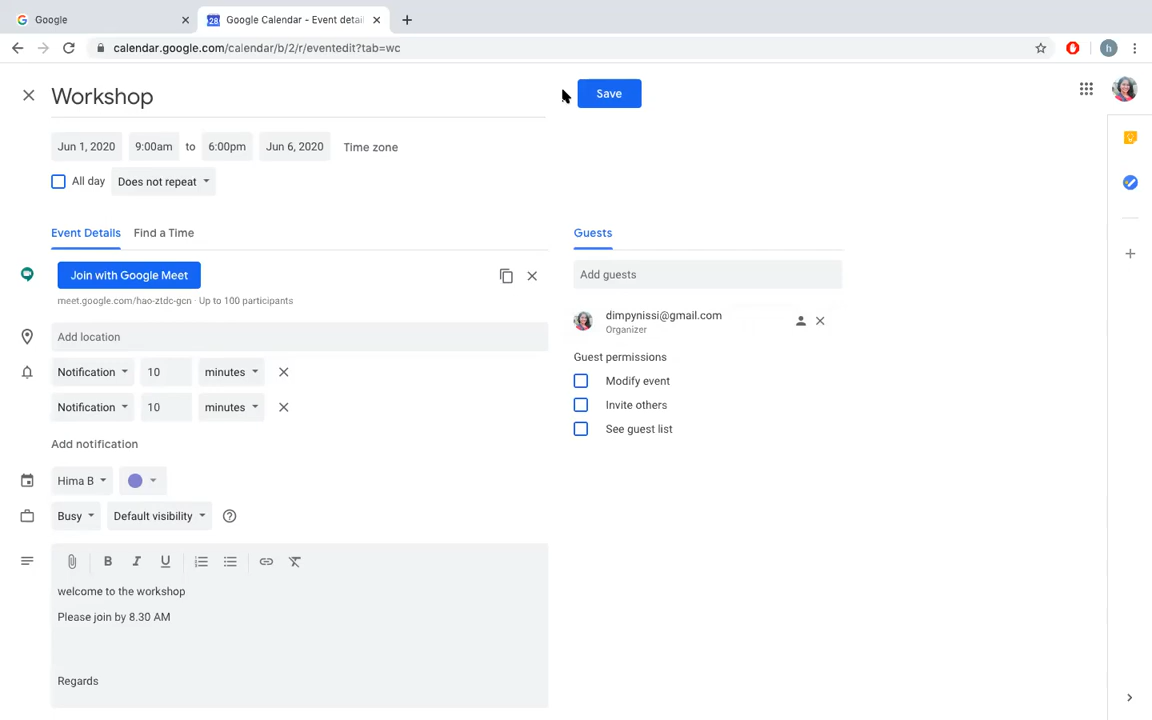 Google
Google Calendar - Event detai
calendar.google.com/calendar/b/2/r/eventedit?tab=wc
h
Workshop
Save
Jun 1, 2020 9:00am to 6:00pm Jun 6, 2020 Time zone
All day Does not repeat
Event Details Find a Time
Guests
Join with Google Meet
meet.google.com/hao-ztdc-gcn · Up to 100 participants
Add guests
dimpynissi@gmail.com
Organizer
Add location
Guest permissions
Notification 10 minutes
Modify event
Notification 10 minutes
Invite others
See guest list
Add notification
Hima B
Busy Default visibility
B I U
welcome to the workshop
Please join by 8.30 AM
Regards